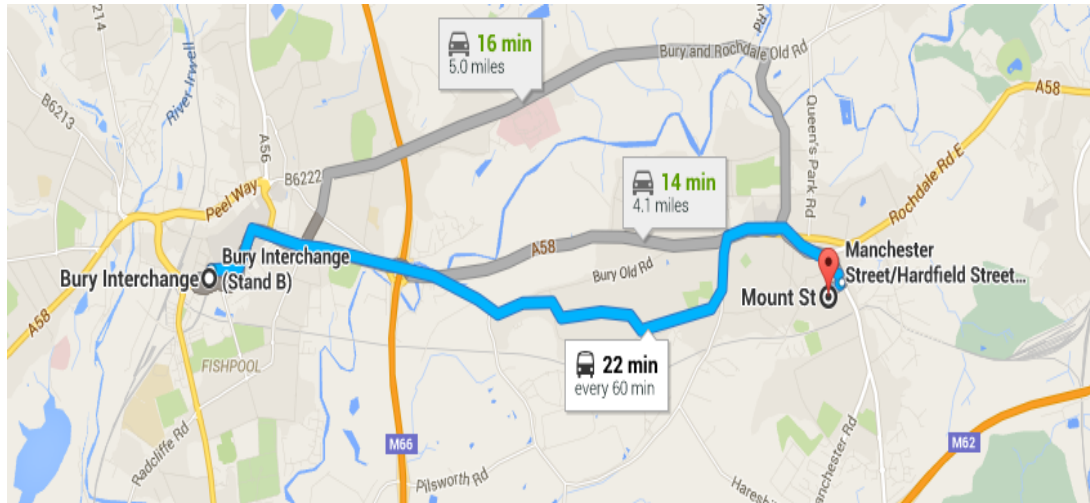 B6214
B6213
River-Irwell
A56
Peel Way
B6222
16 min
5.0 miles
Bury and Rochdale Old Rd
Rd
A58
Queen's Park Rd
Rochdale Rd E
14 min
4.1 miles
A58
Bury Old Rd
Bury Interchange
Bury Interchange
(Stand B)
Manchester
Street/Hardfield Street...
Mount St
A58
FISHPOOL
22 min
every 60 min
Radcliffe Rd
M66
Pilsworth Rd
Manchester Rd
M62